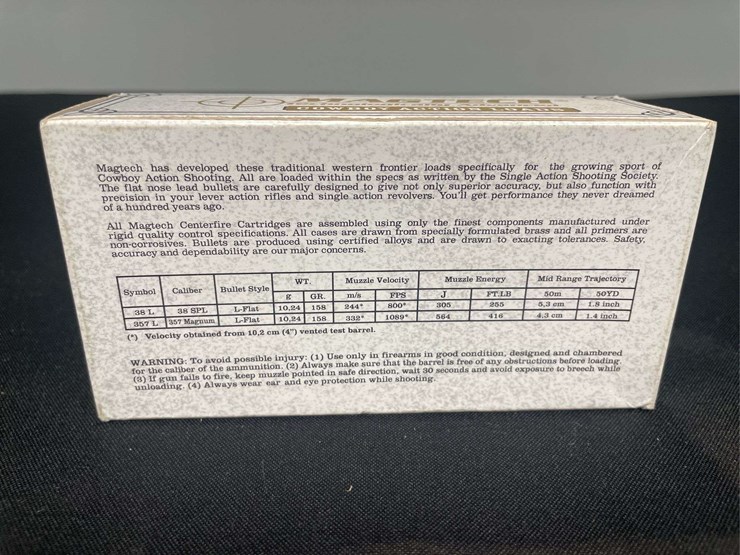 MAGTECH
COWBOY ACTION LOADS
Magtech has developed these traditional western frontier loads specifically for the growing sport of
Cowboy Action Shooting. All are loaded within the specs as written by the Single Action Shooting Society.
The flat nose lead bullets are carefully designed to give not only superior accuracy, but also function with
precision in your lever action rifles and single action revolvers. You'll get performance they never dreamed
of a hundred years ago.
All Magtech Centerfire Cartridges are assembled using only the finest components manufactured under
rigid quality control specifications. All cases are drawn from specially formulated brass and all primers are
non-corrosives. Bullets are produced using certified alloys and are drawn to exacting tolerances. Safety,
accuracy and dependability are our major concerns.
Symbol Caliber Bullet Style WT. Muzzle Velocity Muzzle Energy Mid Range Trajectory
g GR. m/s FPS J FT.LB 50m 50YD
38 L 38 SPL L-Flat 10,24 158 244* 800* 305 255 5,3 cm 1.8 inch
357 L 357 Magnum L-Flat 10,24 158 332* 1089* 564 416 4,3 cm 1.4 inch
(*) Velocity obtained from 10,2 cm (4") vented test barrel.
WARNING: To avoid possible injury: (1) Use only in firearms in good condition, designed and chambered
for the caliber of the ammunition. (2) Always make sure that the barrel is free of any obstructions before loading.
(3) If gun fails to fire, keep muzzle pointed in safe direction, wait 30 seconds and avoid exposure to breech while
unloading. (4) Always wear ear and eye protection while shooting.